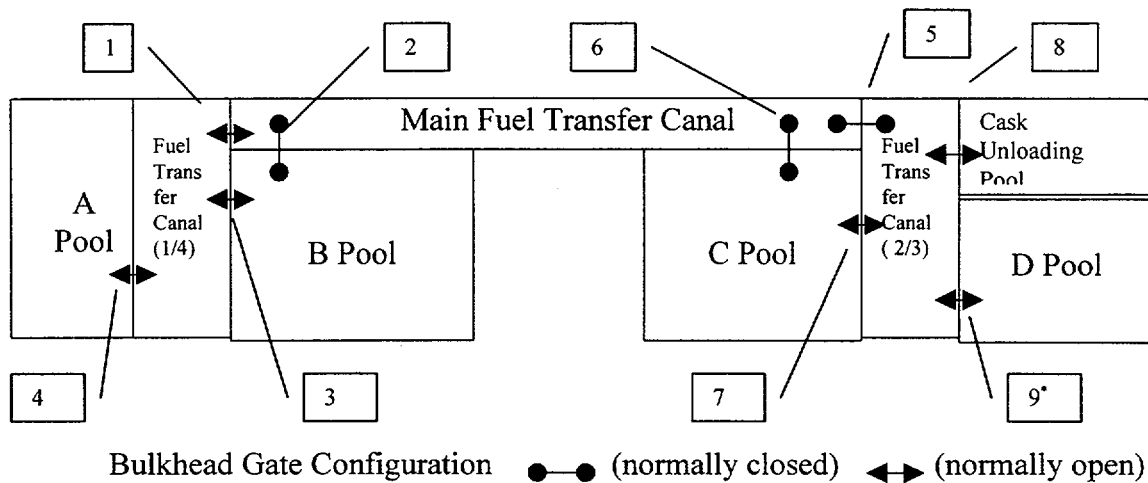 1
2
6
5
8
Main Fuel Transfer Canal
A
Pool
Fuel
Trans
fer
Canal
(1/4)
B Pool
C Pool
Fuel
Trans
fer
Canal
( 2/3)
Cask
Unloading
Pool
D Pool
4
3
7
9*
Bulkhead Gate Configuration (normally closed) (normally open)